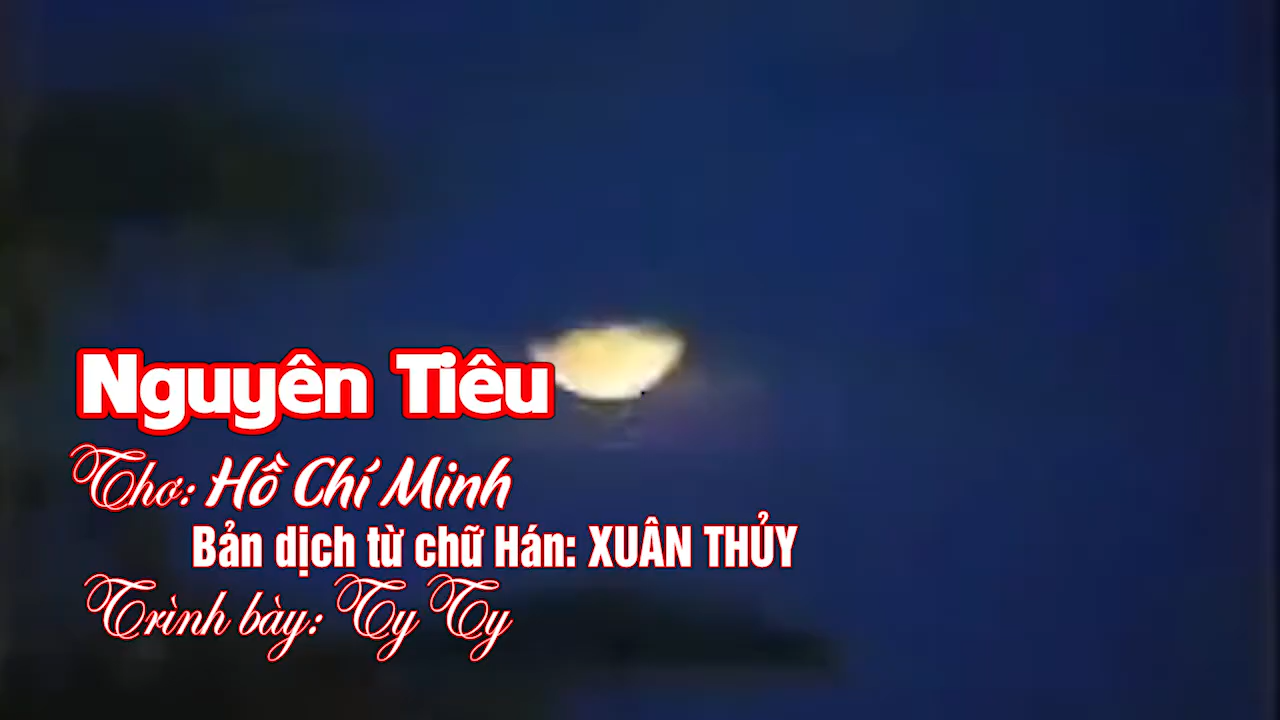 Nguyên Tiêu
Thơ: Hồ Chí Minh
Bản dịch từ chữ Hán: XUÂN THỦY
Trình bày: Ty Ty